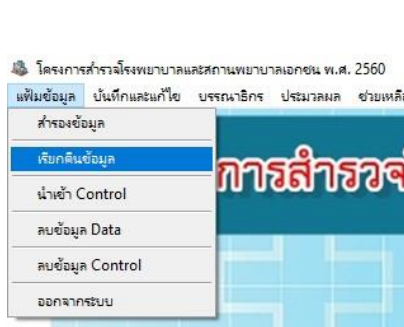 โครงการสำรวจโรงพยาบาลและสถานพยาบาลเอกชน พ.ศ. 2560
แฟ้มข้อมูล บันทึกและแก้ไข บรรณาธิกร ประมวลผล ช่วยเหลือ
สำรองข้อมูล
เรียกคืนข้อมูล
การสำรวจ
นำเข้า Control
ลบข้อมูล Data
ลบข้อมูล Control
ออกจากระบบ